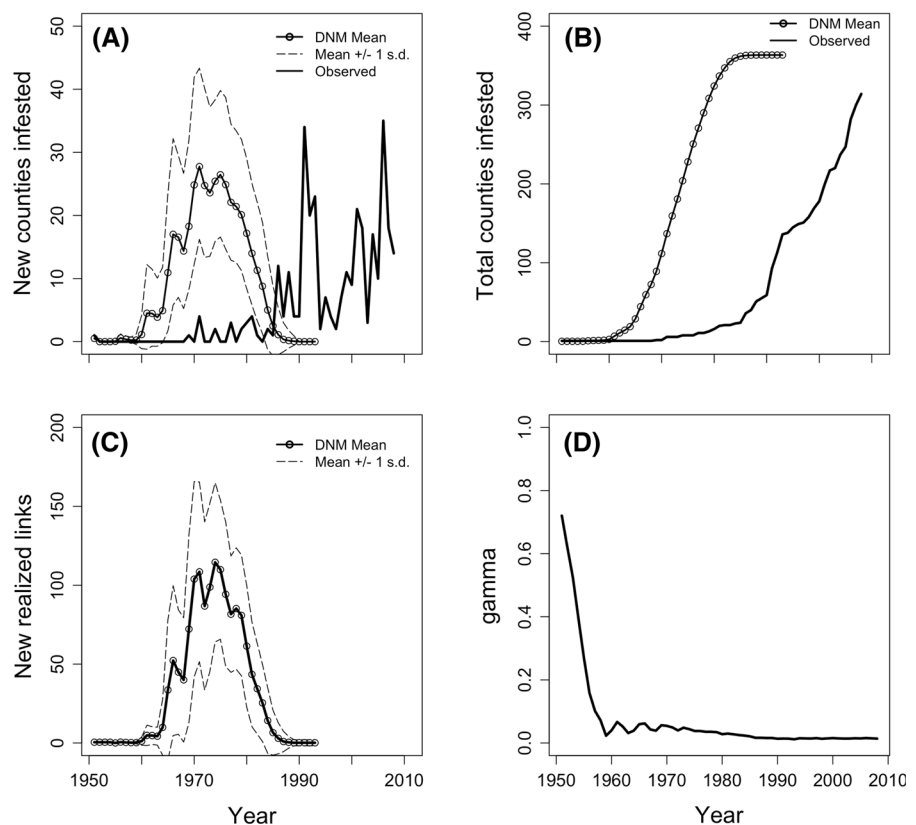 (A)
DNM Mean
Mean +/- 1 s.d.
Observed
New counties infested
50
40
30
20
10
0
(B)
DNM Mean
Observed
Total counties infested
400
300
200
100
0
(C)
DNM Mean
Mean +/- 1 s.d.
New realized links
200
150
100
50
0
1950 1970 1990 2010
Year
(D)
gamma
1.0
0.8
0.6
0.4
0.2
0.0
1950 1960 1970 1980 1990 2000 2010
Year